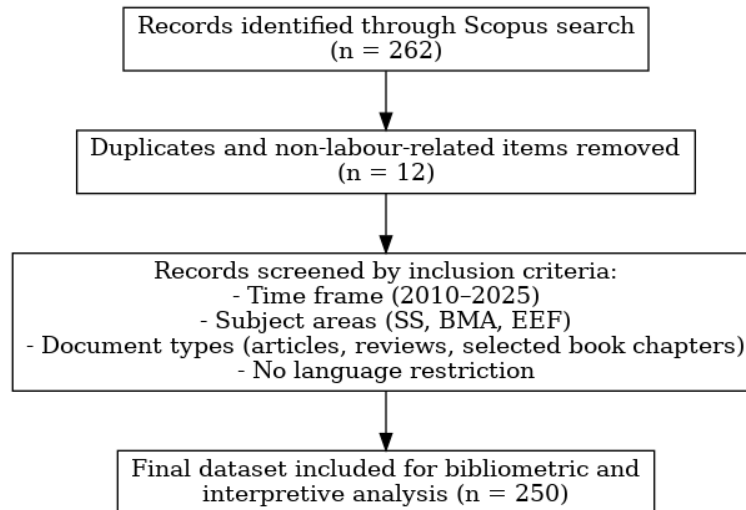 Records identified through Scopus search
(n = 262)
Duplicates and non-labour-related items removed
(n = 12)
Records screened by inclusion criteria:
- Time frame (2010–2025)
- Subject areas (SS, BMA, EEF)
- Document types (articles, reviews, selected book chapters)
- No language restriction
Final dataset included for bibliometric and
interpretive analysis (n = 250)